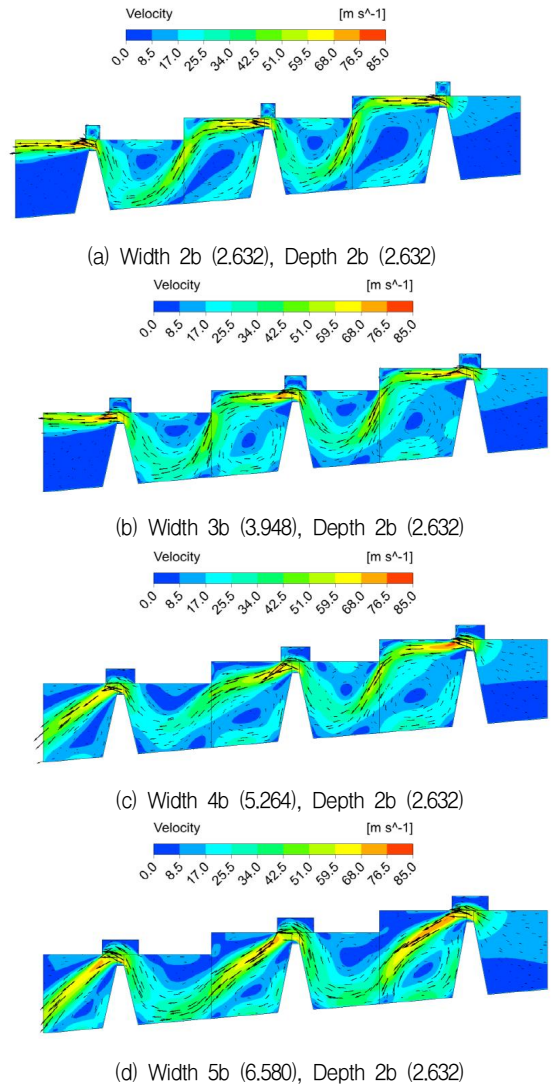 Velocity [m s^-1]
0.0 8.5 17.0 25.5 34.0 42.5 51.0 59.5 68.0 76.5 85.0
(a) Width 2b (2.632), Depth 2b (2.632)
Velocity [m s^-1]
0.0 8.5 17.0 25.5 34.0 42.5 51.0 59.5 68.0 76.5 85.0
(b) Width 3b (3.948), Depth 2b (2.632)
Velocity [m s^-1]
0.0 8.5 17.0 25.5 34.0 42.5 51.0 59.5 68.0 76.5 85.0
(c) Width 4b (5.264), Depth 2b (2.632)
Velocity [m s^-1]
0.0 8.5 17.0 25.5 34.0 42.5 51.0 59.5 68.0 76.5 85.0
(d) Width 5b (6.580), Depth 2b (2.632)